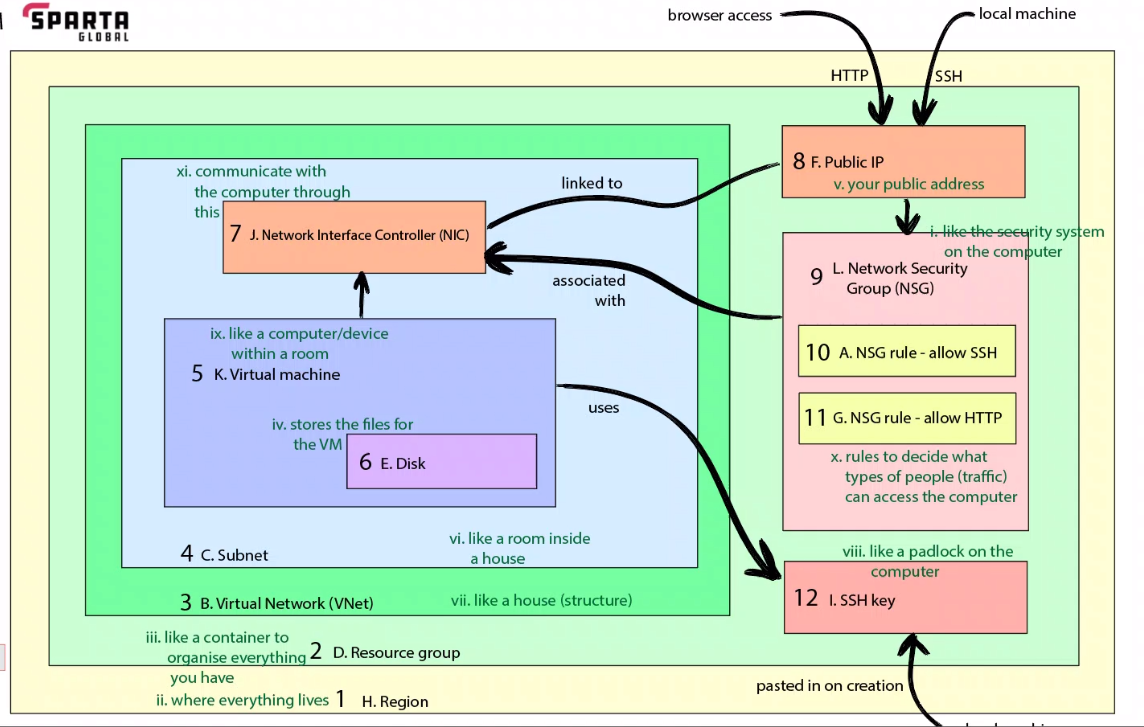 SPARTA
GLOBAL
browser access
local machine
HTTP
SSH
xi. communicate with
the computer through
this
7 J. Network Interface Controller (NIC)
linked to
8 F. Public IP
v. your public address
i. like the security system
on the computer
associated
with
9 L. Network Security
Group (NSG)
ix. like a computer/device
within a room
5 K. Virtual machine
10 A. NSG rule - allow SSH
uses
11 G. NSG rule - allow HTTP
iv. stores the files for
the VM
6 E. Disk
x. rules to decide what
types of people (traffic)
can access the computer
4 C. Subnet
vi. like a room inside
a house
viii. like a padlock on the
computer
3 B. Virtual Network (VNet)
vii. like a house (structure)
12 I. SSH key
iii. like a container to
organise everything
you have
2 D. Resource group
pasted in on creation
ii. where everything lives
1 H. Region